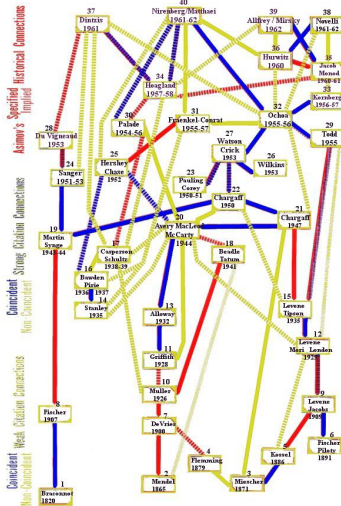 40
Nirenberg/Matthaei
1961-62
37
Dintzis
1961
39
Allfrey / Mirsky
1962
38
Novelli
1961-62
36
Hurwitz
1960
35
Jacob
Monod
1960-61
34
Hoagland
1957-58
33
Kornberg
1956-57
32
Ochoa
1955-56
31
Fraenkel-Conrat
1955-57
30
Palade
1954-56
29
Todd
1955
28
Du Vigneaud
1953
27
Watson
Crick
1953
26
Wilkins
1953
25
Hershey
Chase
1952
24
Sanger
1951-53
23
Pauling
Corey
1950-51
22
Chargaff
1950
21
Chargaff
1947
20
Avery MacLeod
McCarty
1944
19
Martin
Synge
1943-44
18
Beadle
Tatum
1941
17
Casperson
Schultz
1938-39
16
Bawden
Pirie
1936 1937
15
Levene
Tipson
1935
14
Stanley
1935
13
Alloway
1932
12
Levene
Mori London
1929
11
Griffith
1928
10
Muller
1926
9
Levene
Jacobs
1909
8
Fischer
1907
7
DeVries
1900
6
Fischer
Piloty
1891
5
Kossel
1886
4
Flemming
1879
3
Miescher
1871
2
Mendel
1865
1
Braconnot
1820
Asimov's Specified Historical Connections
Implied
Strong Citation Connections
Coincident
Non Coincident
Weak Citation Connections
Coincident
Non Coincident